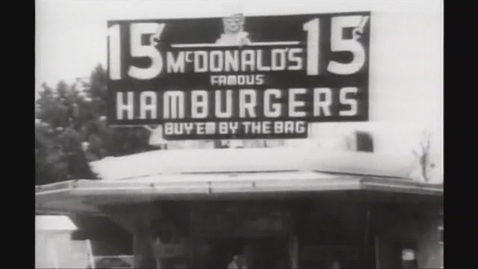 15¢ McDONALD'S 15¢
FAMOUS
HAMBURGERS
BUY'EM BY THE BAG